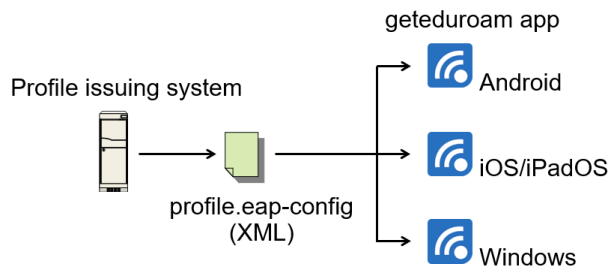 geteduroam app
Profile issuing system
Android
iOS/iPadOS
profile.eap-config
(XML)
Windows